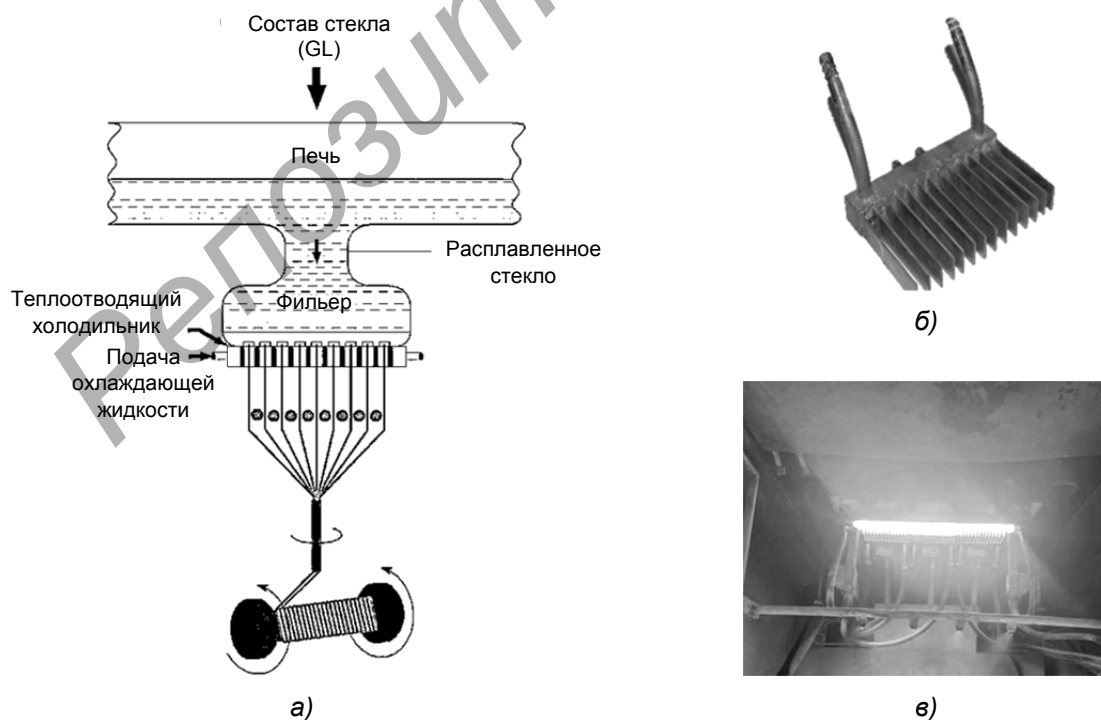 Состав стекла
(GL)
Печь
Расплавленное
стекло
Фильер
Теплоотводящий
холодильник
Подача
охлаждающей
жидкости
а)
б)
в)
Репозит